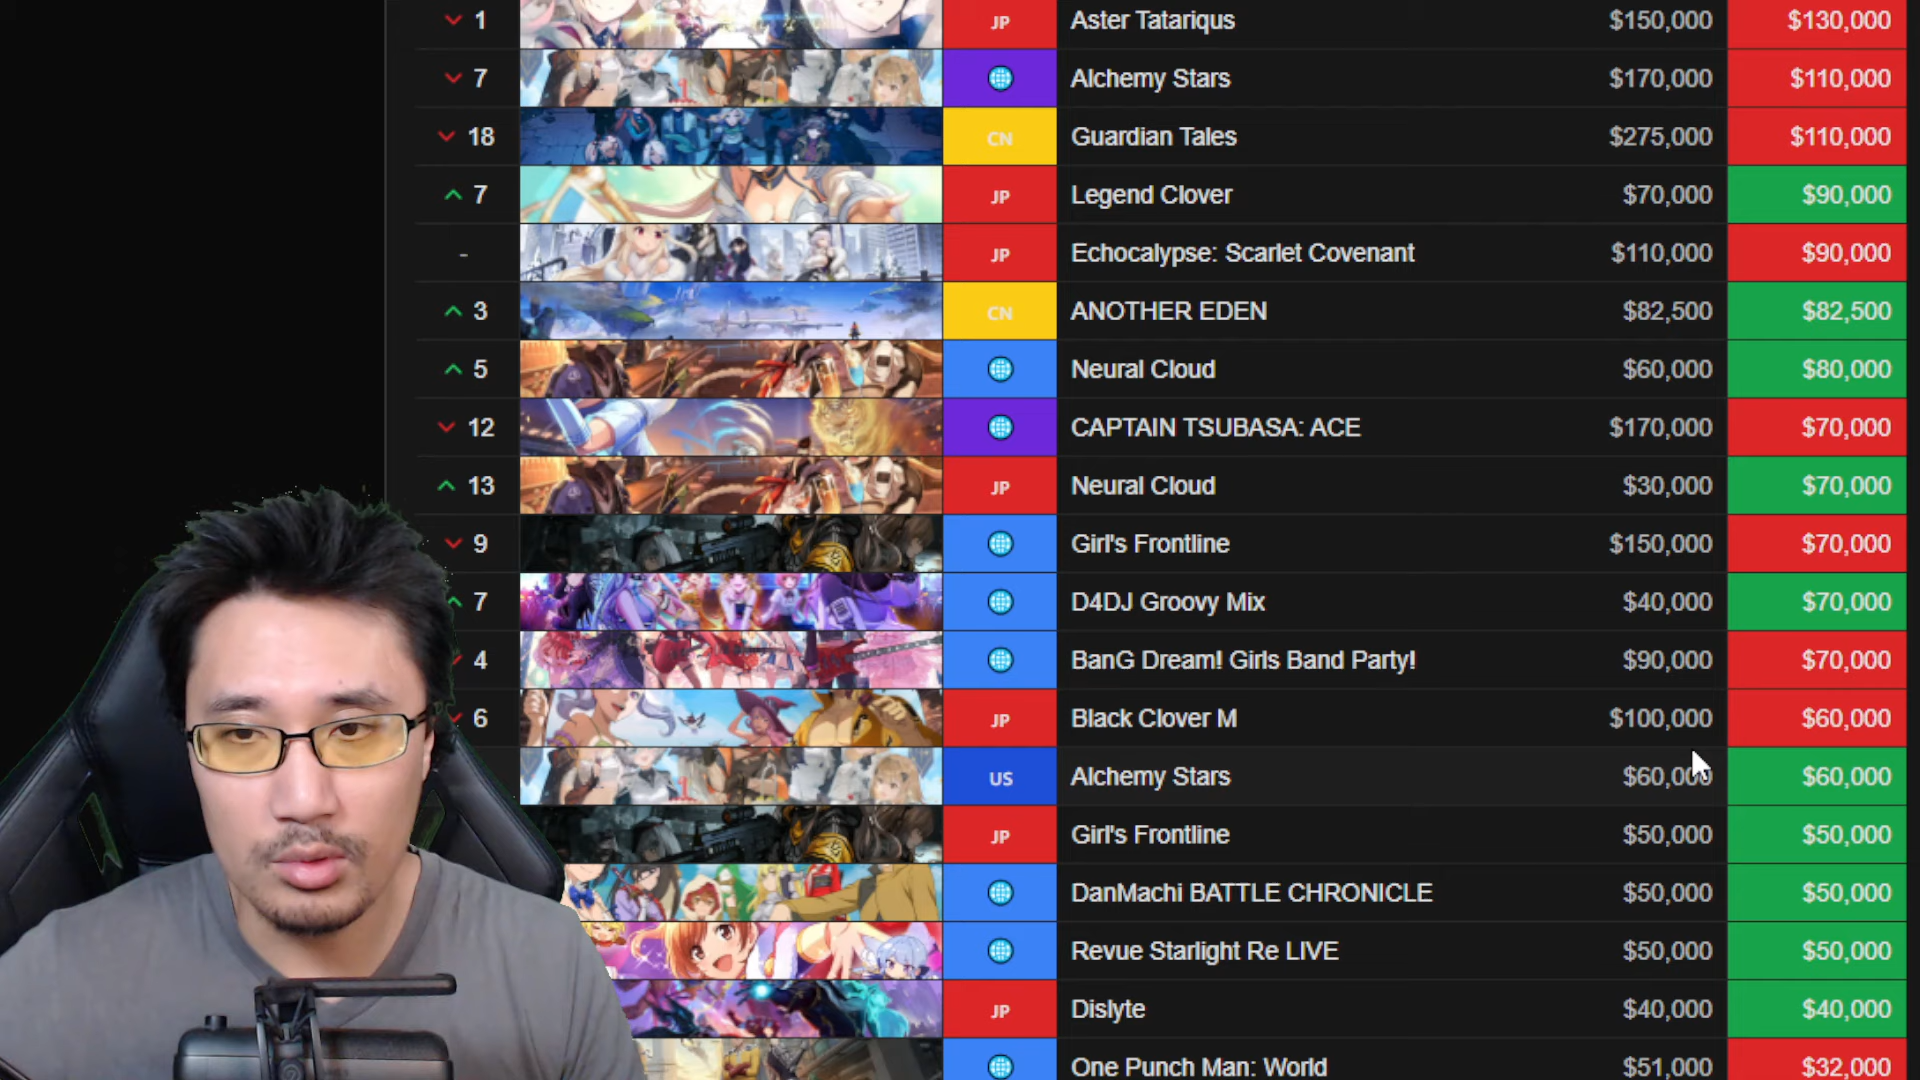 1 JP Aster Tatariqus $150,000 $130,000
7 Alchemy Stars $170,000 $110,000
18 CN Guardian Tales $275,000 $110,000
7 JP Legend Clover $70,000 $90,000
- JP Echocalypse: Scarlet Covenant $110,000 $90,000
3 CN ANOTHER EDEN $82,500 $82,500
5 Neural Cloud $60,000 $80,000
12 CAPTAIN TSUBASA: ACE $170,000 $70,000
13 JP Neural Cloud $30,000 $70,000
9 Girl's Frontline $150,000 $70,000
7 D4DJ Groovy Mix $40,000 $70,000
4 BanG Dream! Girls Band Party! $90,000 $70,000
6 JP Black Clover M $100,000 $60,000
US Alchemy Stars $60,000 $60,000
JP Girl's Frontline $50,000 $50,000
DanMachi BATTLE CHRONICLE $50,000 $50,000
Revue Starlight Re LIVE $50,000 $50,000
JP Dislyte $40,000 $40,000
One Punch Man: World $51,000 $32,000